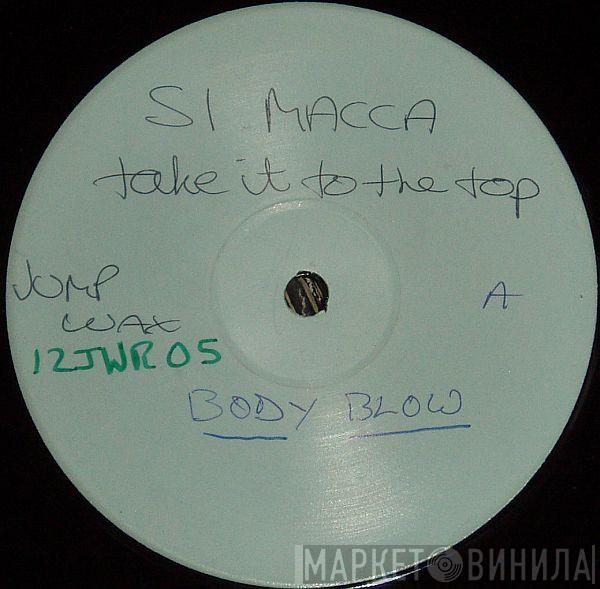 SI MACCA
take it to the top
JUMP
WAX
A
12JWR05
BODY BLOW
МАРКЕТ ВИНИЛА